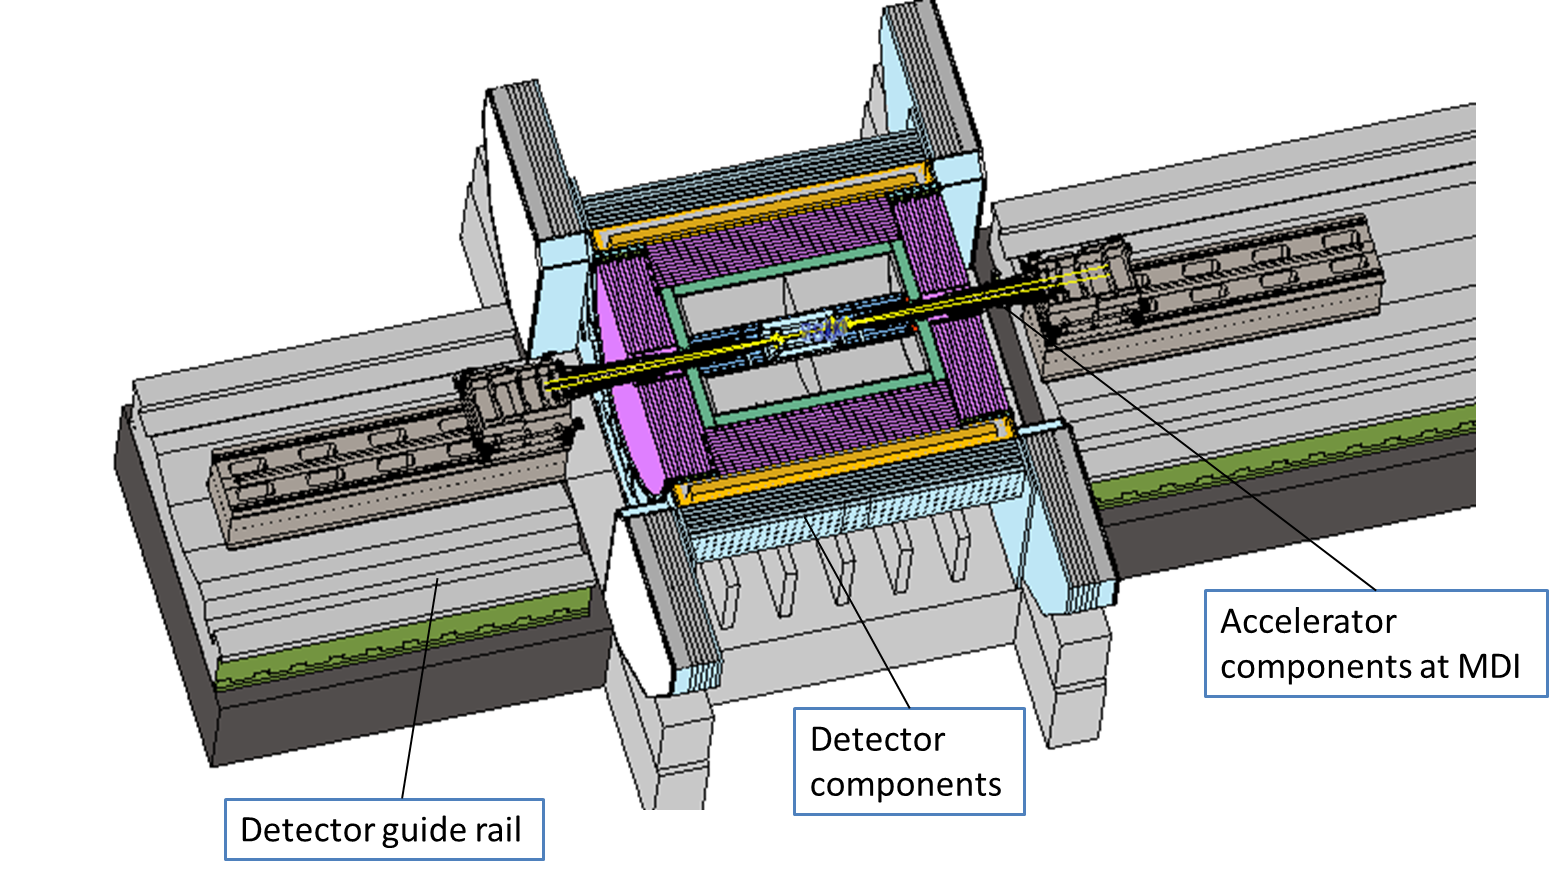 Accelerator
components at MDI
Detector
components
Detector guide rail